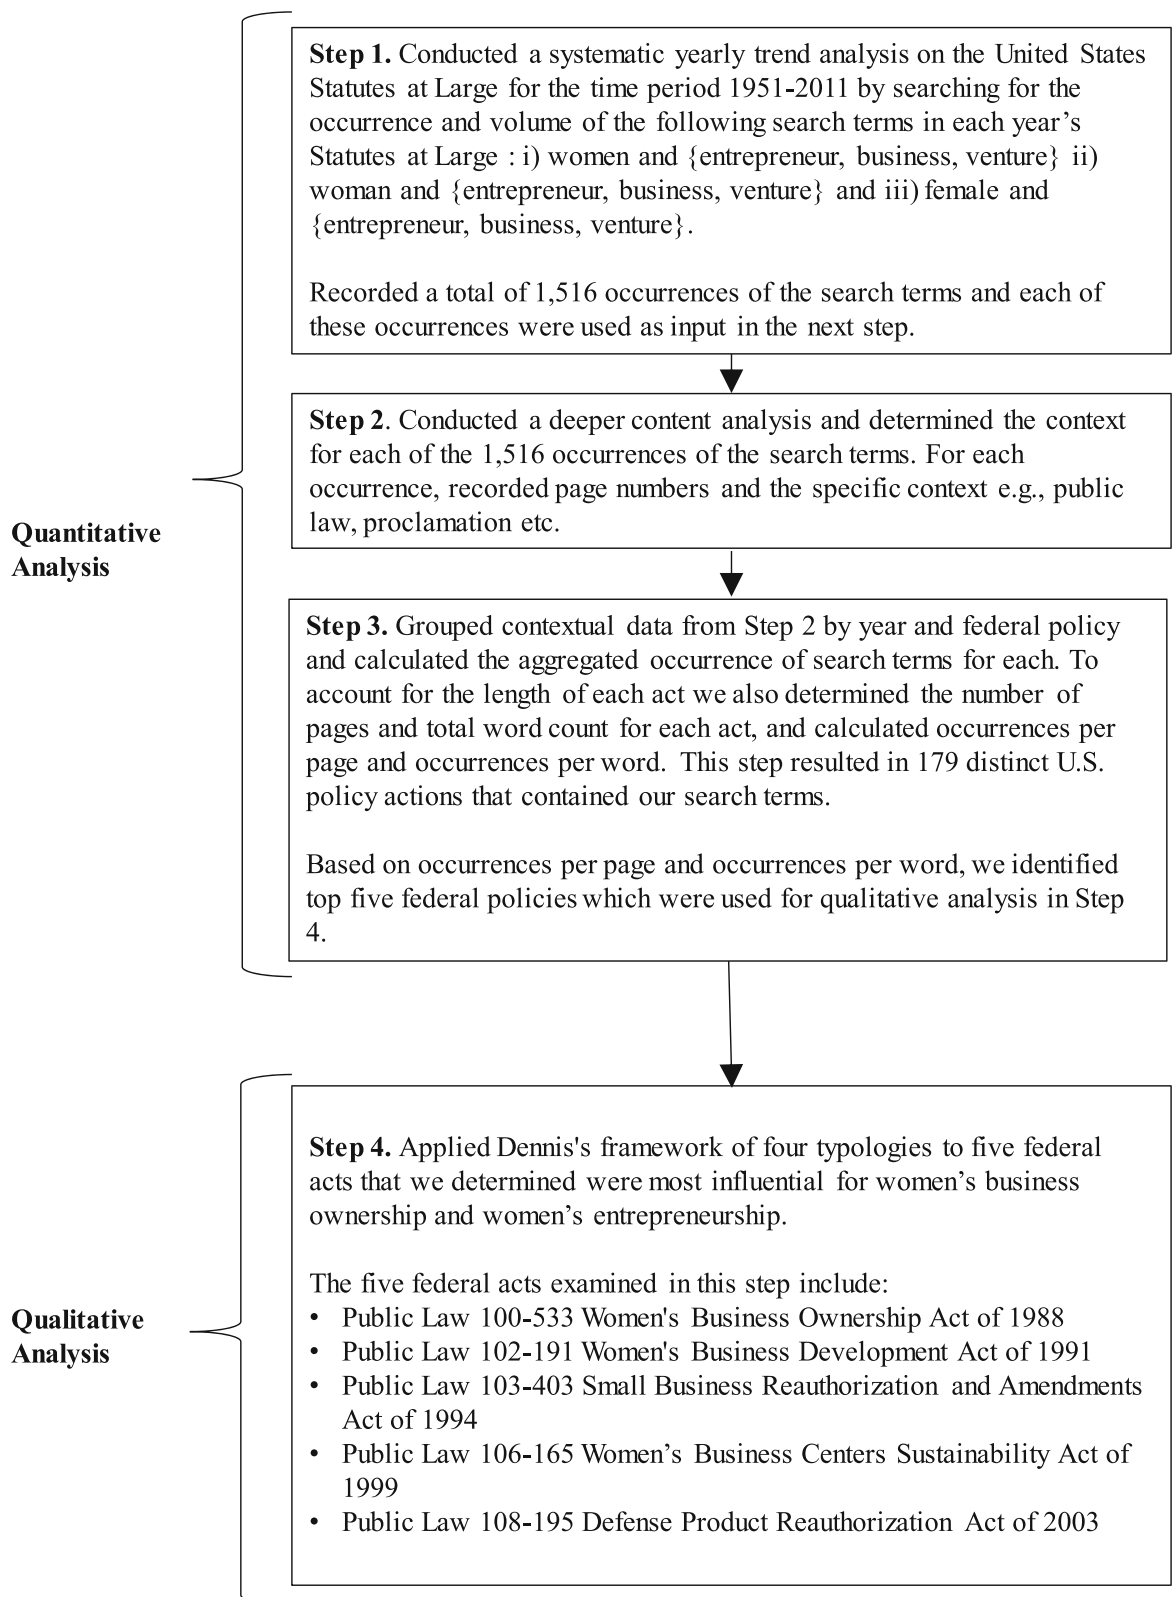 Step 1. Conducted a systematic yearly trend analysis on the United States
Statutes at Large for the time period 1951-2011 by searching for the
occurrence and volume of the following search terms in each year’s
Statutes at Large : i) women and {entrepreneur, business, venture} ii)
woman and {entrepreneur, business, venture} and iii) female and
{entrepreneur, business, venture}.
Recorded a total of 1,516 occurrences of the search terms and each of
these occurrences were used as input in the next step.
Step 2. Conducted a deeper content analysis and determined the context
for each of the 1,516 occurrences of the search terms. For each
occurrence, recorded page numbers and the specific context e.g., public
law, proclamation etc.
Quantitative
Analysis
Step 3. Grouped contextual data from Step 2 by year and federal policy
and calculated the aggregated occurrence of search terms for each. To
account for the length of each act we also determined the number of
pages and total word count for each act, and calculated occurrences per
page and occurrences per word. This step resulted in 179 distinct U.S.
policy actions that contained our search terms.
Based on occurrences per page and occurrences per word, we identified
top five federal policies which were used for qualitative analysis in Step
4.
Step 4. Applied Dennis's framework of four typologies to five federal
acts that we determined were most influential for women’s business
ownership and women’s entrepreneurship.
The five federal acts examined in this step include:
• Public Law 100-533 Women's Business Ownership Act of 1988
• Public Law 102-191 Women's Business Development Act of 1991
• Public Law 103-403 Small Business Reauthorization and Amendments
Act of 1994
• Public Law 106-165 Women’s Business Centers Sustainability Act of
1999
• Public Law 108-195 Defense Product Reauthorization Act of 2003
Qualitative
Analysis